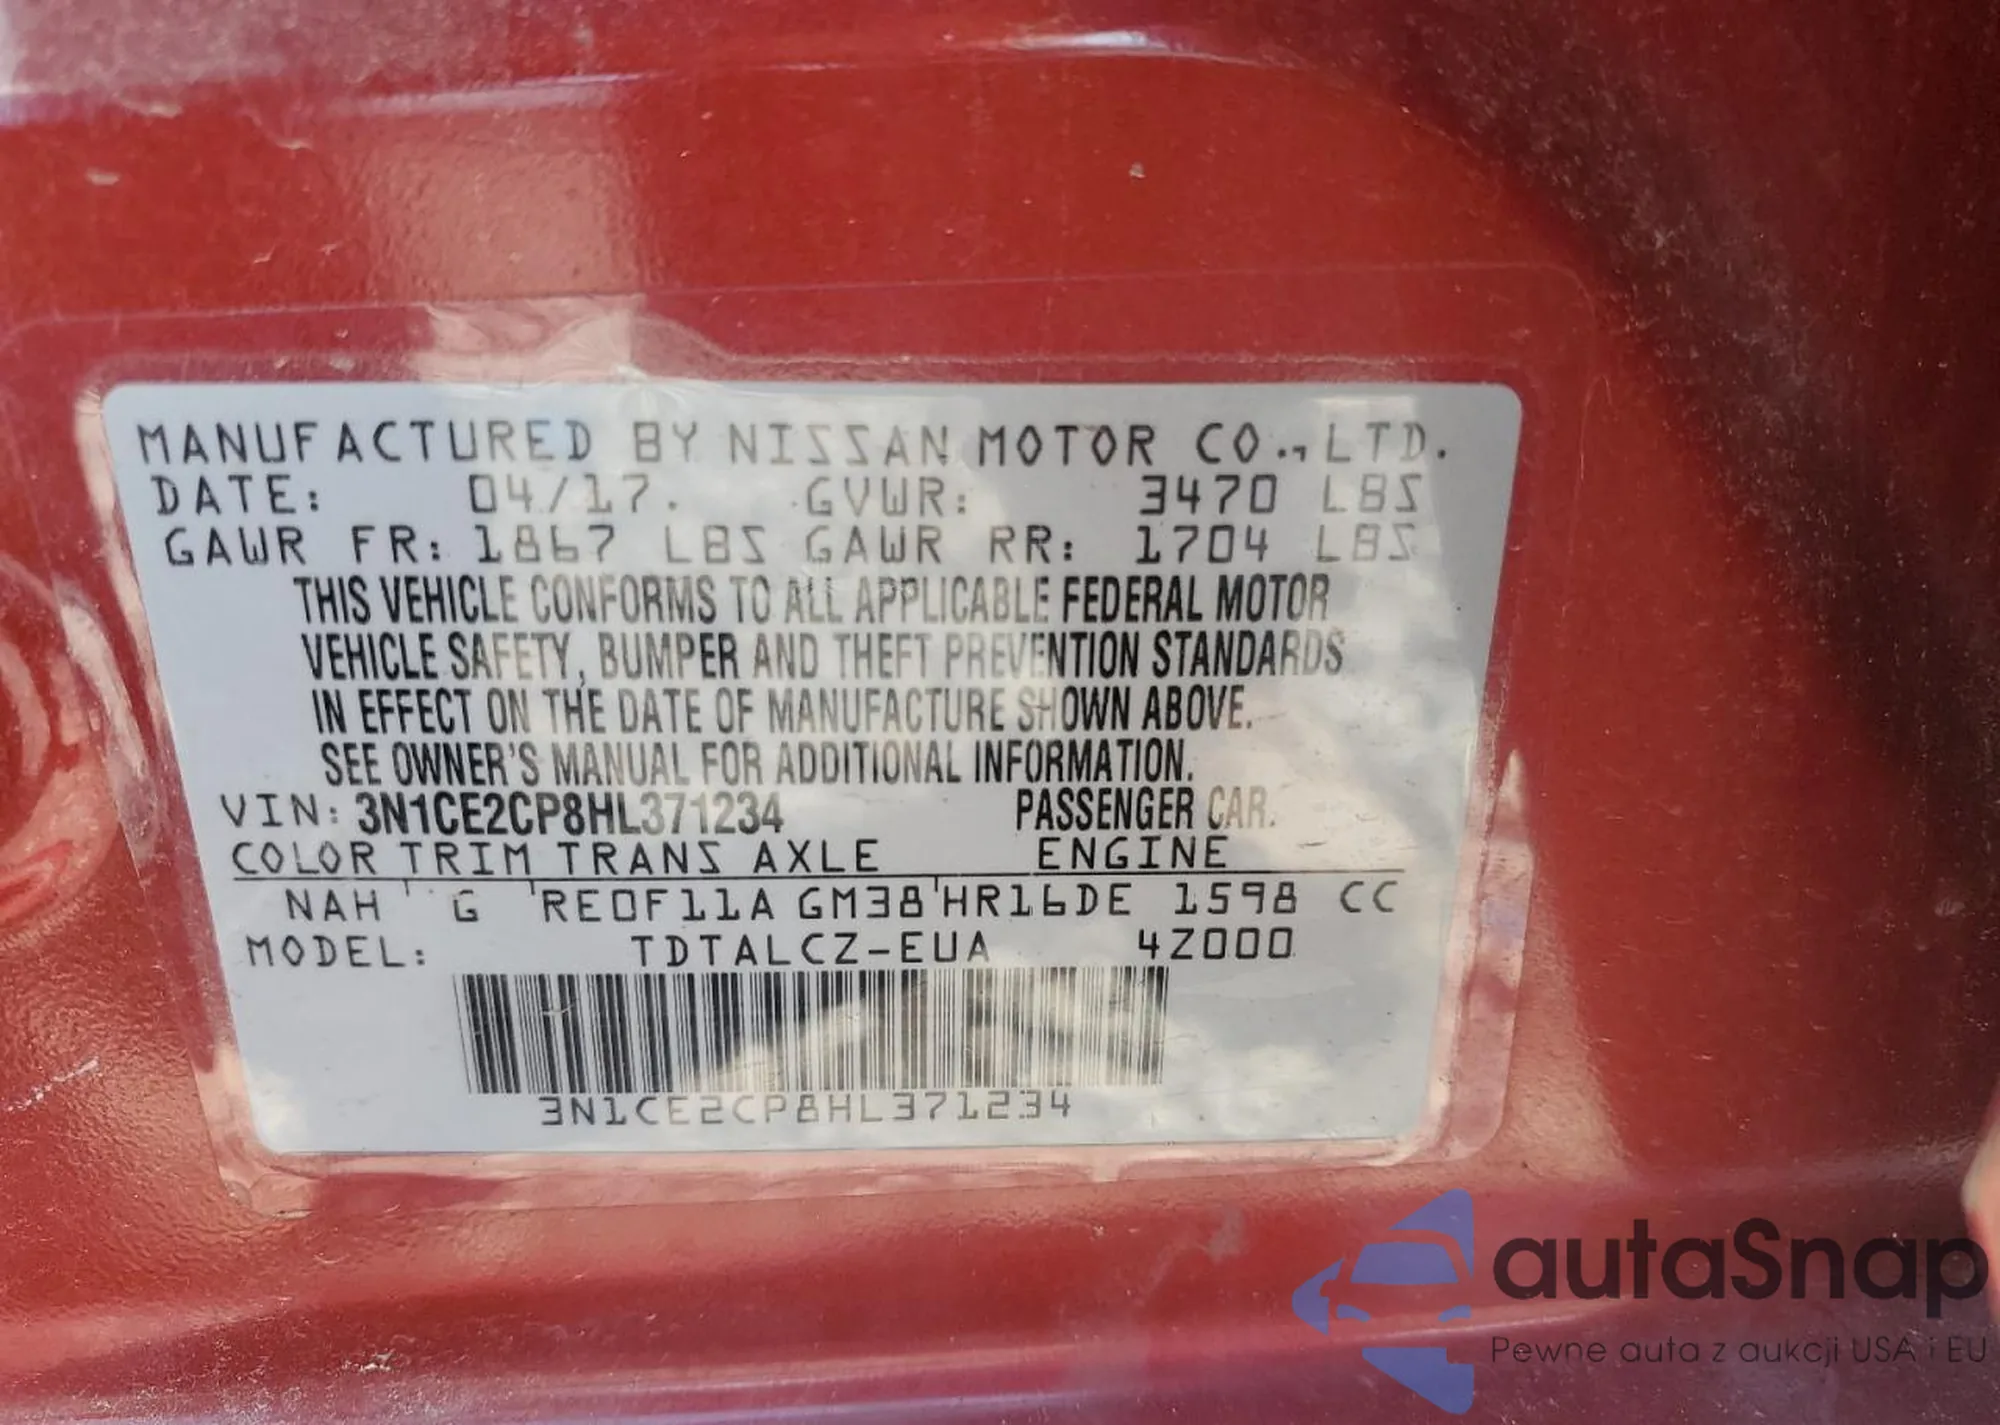 MANUFACTURED BY NISSAN MOTOR CO., LTD.
DATE: 04/17. GVWR: 3470 LBS
GAWR FR: 1867 LBS GAWR RR: 1704 LBS
THIS VEHICLE CONFORMS TO ALL APPLICABLE FEDERAL MOTOR
VEHICLE SAFETY, BUMPER AND THEFT PREVENTION STANDARDS
IN EFFECT ON THE DATE OF MANUFACTURE SHOWN ABOVE.
SEE OWNER'S MANUAL FOR ADDITIONAL INFORMATION.
VIN: 3N1CE2CP8HL371234 PASSENGER CAR.
COLOR TRIM TRANS AXLE ENGINE
NAH G RE0F11A GM38 HR16DE 1598 CC
MODEL: TDTALCZ-EUA 4Z000
3N1CE2CP8HL371234
autaSnap
Pewne auta z aukcji USA i EU